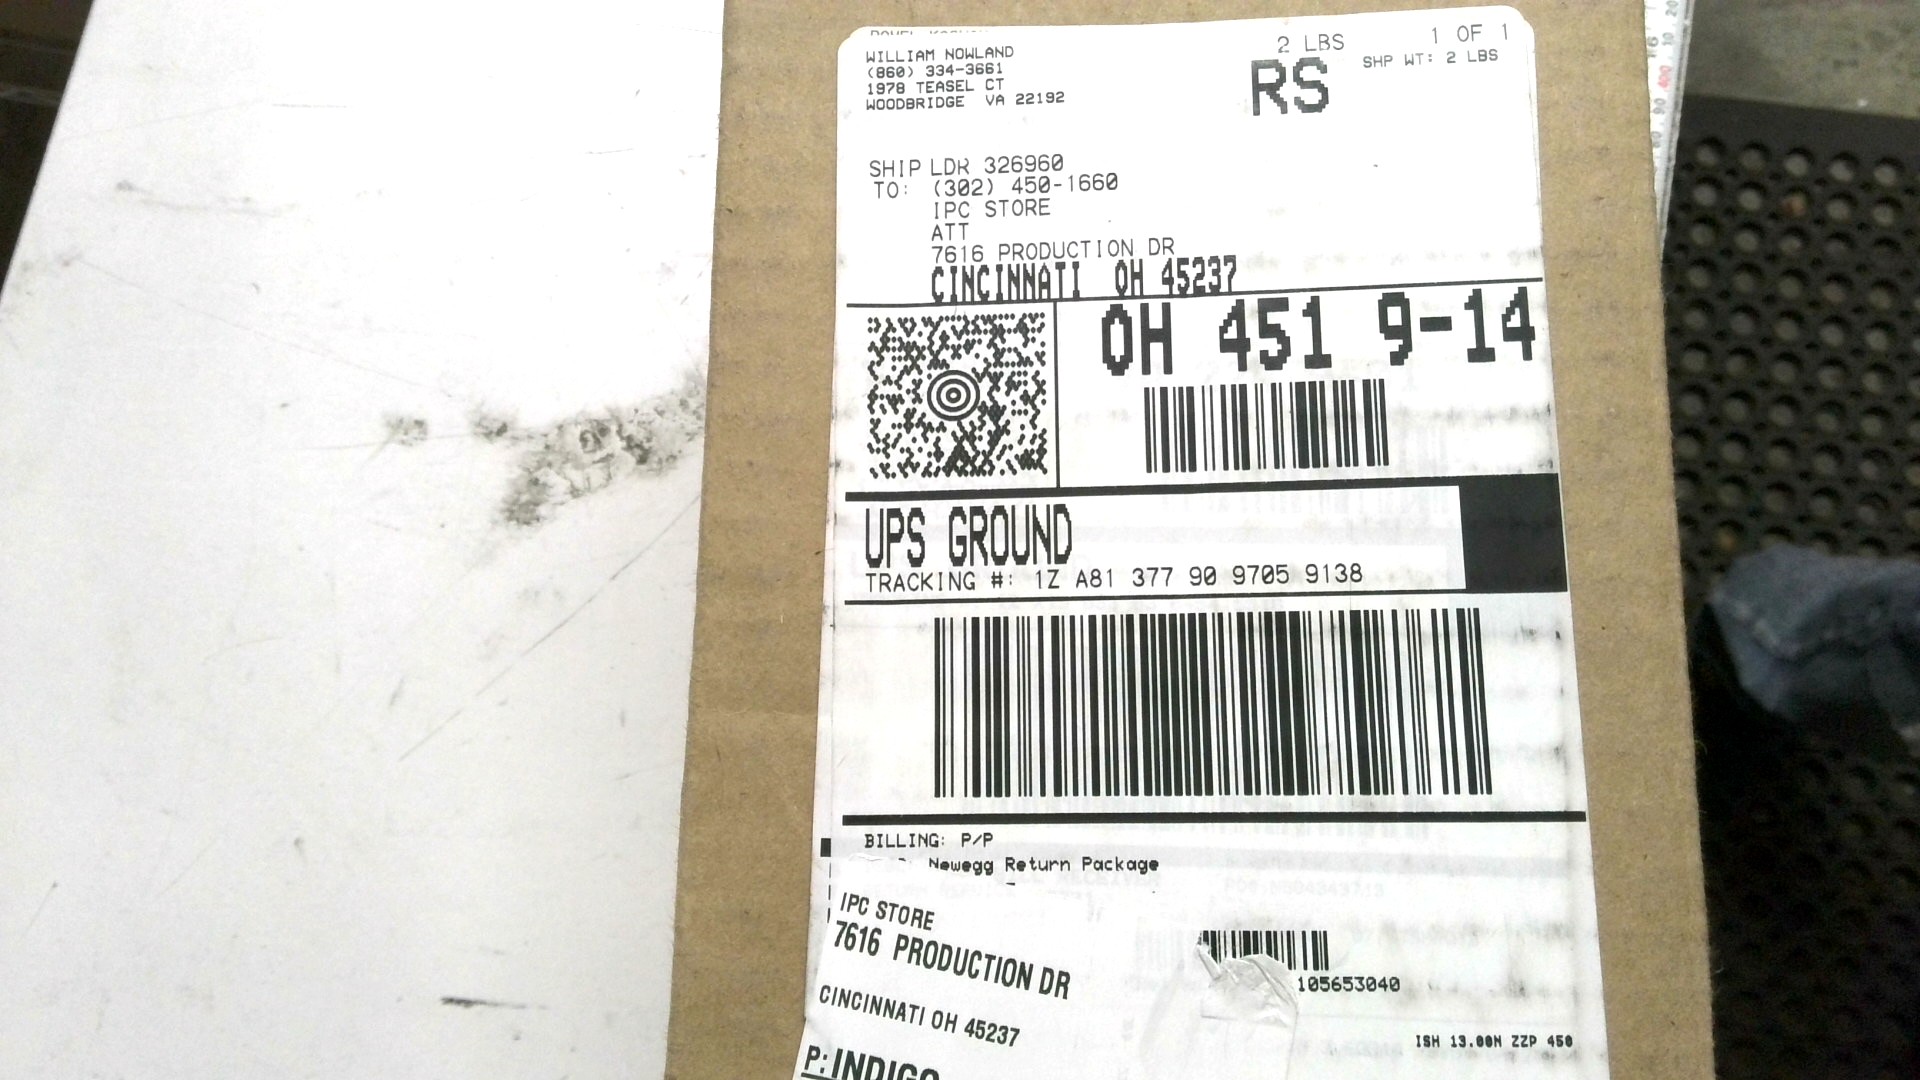 WILLIAM NOWLAND
(860) 334-3661
1978 TEASEL CT
WOODBRIDGE VA 22192
2 LBS
1 OF 1
RS
SHP WT: 2 LBS
SHIP LDR 326960
TO: (302) 450-1660
IPC STORE
ATT
7616 PRODUCTION DR
CINCINNATI OH 45237
OH 451 9-14
UPS GROUND
TRACKING #: 1Z A81 377 90 9705 9138
BILLING: P/P
Newegg Return Package
IPC STORE
7616 PRODUCTION DR
CINCINNATI OH 45237
P: INDIGO
105653040
ISH 13.00N ZZP 450